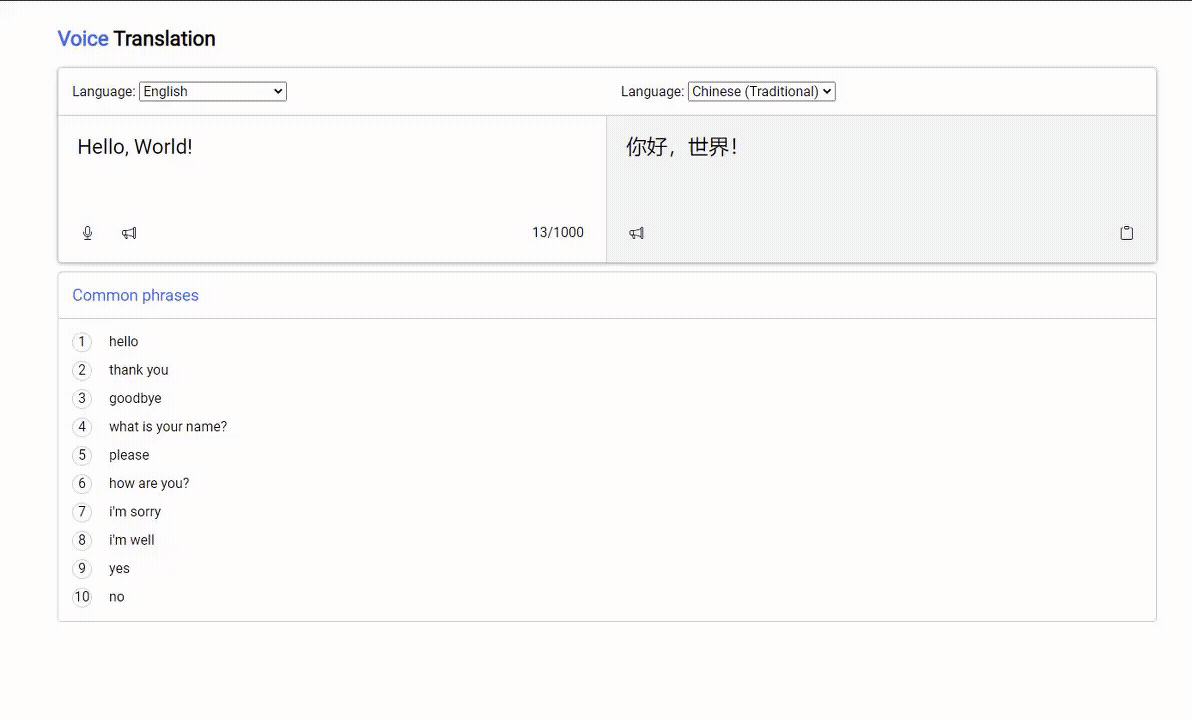 Voice Translation
Language: English
Language: Chinese (Traditional)
Hello, World!
你好，世界！
13/1000
Common phrases
1 hello
2 thank you
3 goodbye
4 what is your name?
5 please
6 how are you?
7 i'm sorry
8 i'm well
9 yes
10 no